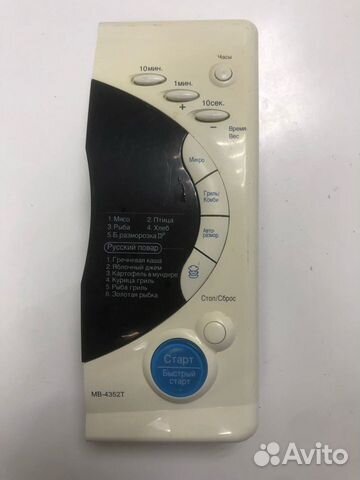 Часы
10мин.
1мин.
10сек.
+
−
Время
Вес
Микро
Гриль/
Комби
Авто-
размор.
1. Мясо 2. Птица
3. Рыба 4. Хлеб
5. Б.разморозка
Русский повар
1. Гречневая каша
2. Яблочный джем
3. Картофель в мундире
4. Курица гриль
5. Рыба гриль
6. Золотая рыбка
Стоп/Сброс
Старт
Быстрый
старт
MB-4352T
Avito